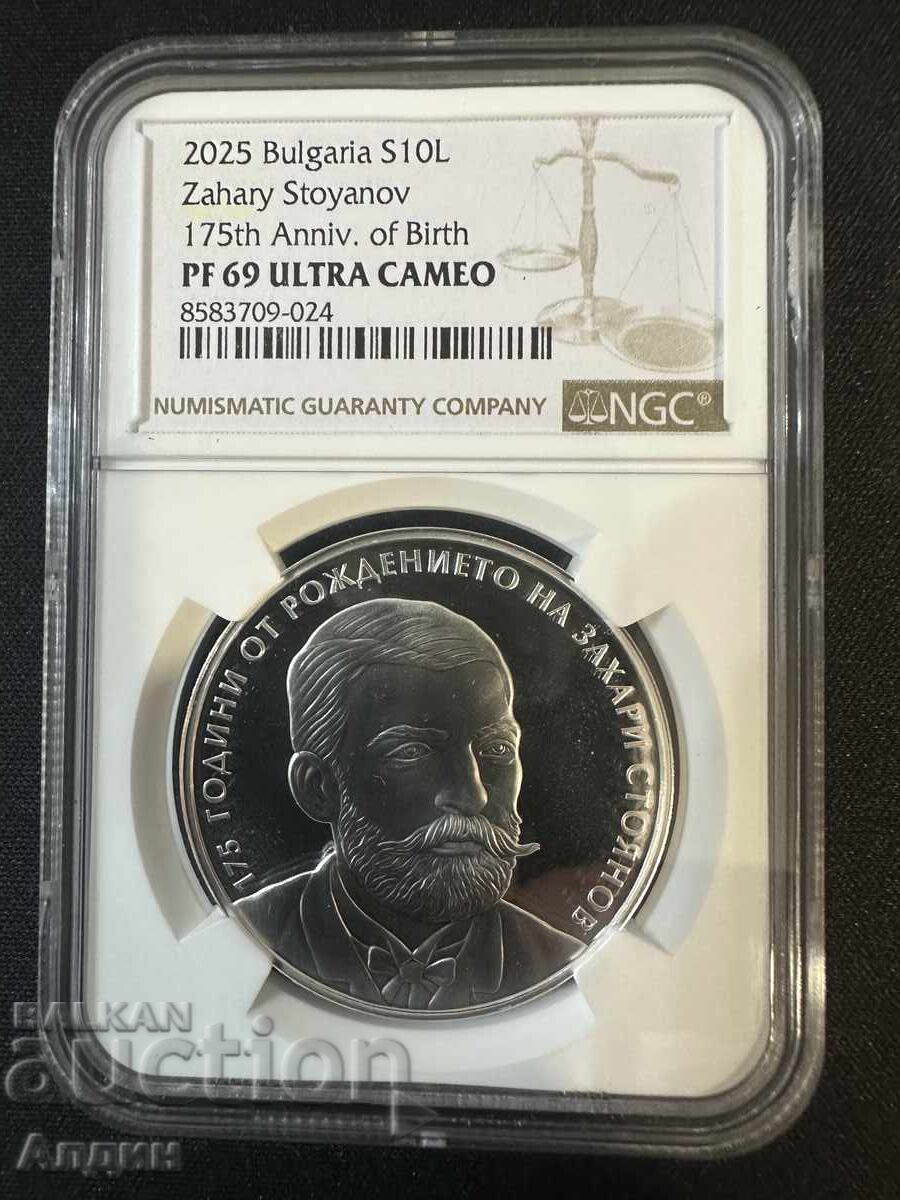 2025 Bulgaria S10L
Zahary Stoyanov
175th Anniv. of Birth
PF 69 ULTRA CAMEO
8583709-024
NUMISMATIC GUARANTY COMPANY NGC®
175 ГОДИНИ ОТ РОЖДЕНИЕТО НА ЗАХАРИ СТОЯНОВ
BALKAN
auction
Алдин